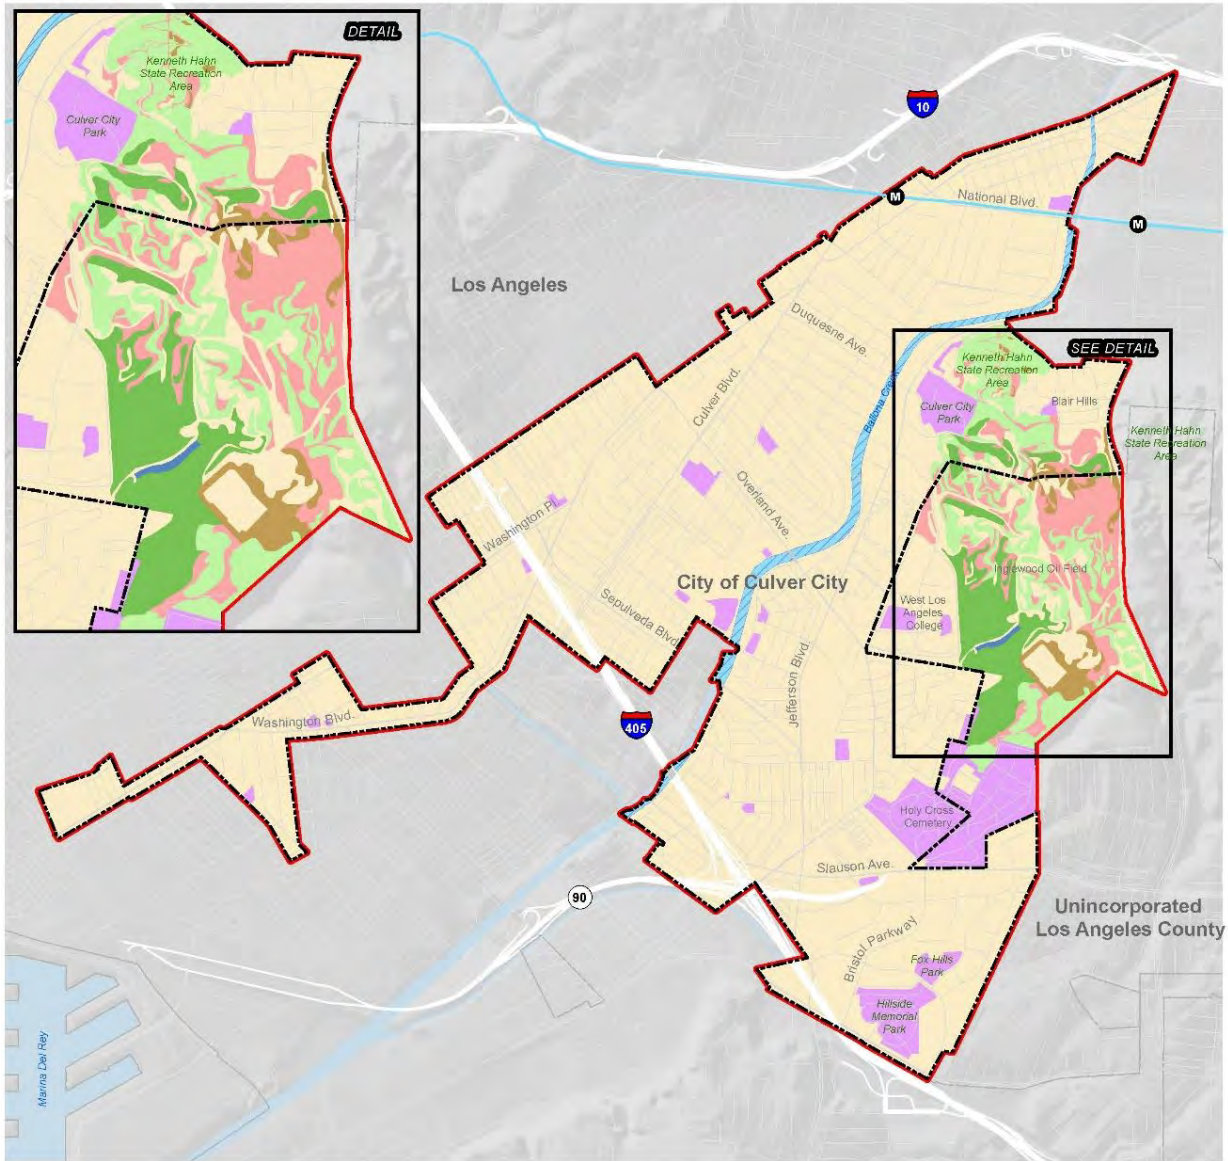 DETAIL
Kenneth Hahn
State Recreation
Area
Culver City
Park
10
M
National Blvd.
M
Los Angeles
Duquesne Ave.
SEE DETAIL
Kenneth Hahn
State Recreation
Area
Culver Blvd.
Ballona Creek
Blair Hills
Culver City
Park
Kenneth Hahn
State Recreation
Area
Overland Ave.
Washington Pl.
Inglewood Oil Field
City of Culver City
West Los
Angeles
College
Sepulveda Blvd.
Jefferson Blvd.
Washington Blvd.
405
Holy Cross
Cemetery
Slauson Ave.
90
Unincorporated
Los Angeles County
Bristol Parkway
Fox Hills
Park
Hillside
Memorial
Park
Marina Del Rey